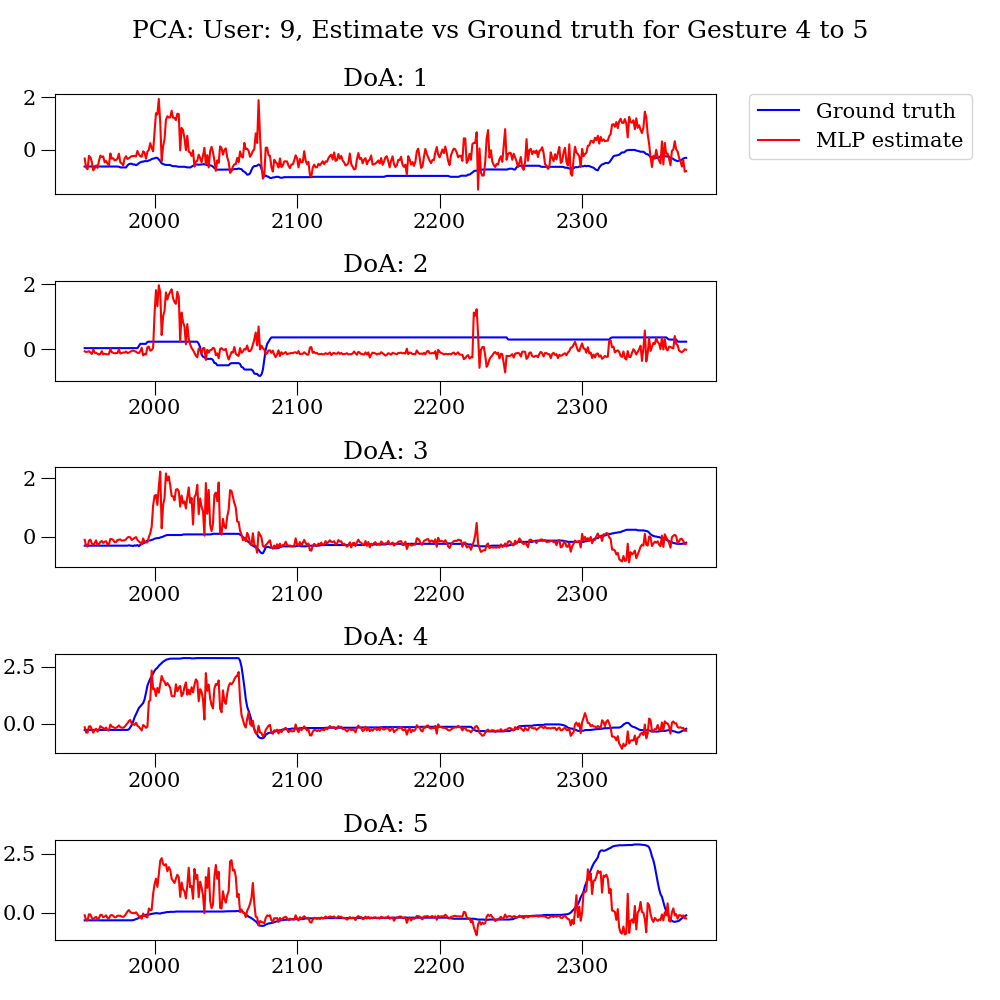 PCA: User: 9, Estimate vs Ground truth for Gesture 4 to 5
DoA: 1
2
0
2000 2100 2200 2300
Ground truth
MLP estimate
DoA: 2
2
0
2000 2100 2200 2300
DoA: 3
2
0
2000 2100 2200 2300
DoA: 4
2.5
0.0
2000 2100 2200 2300
DoA: 5
2.5
0.0
2000 2100 2200 2300